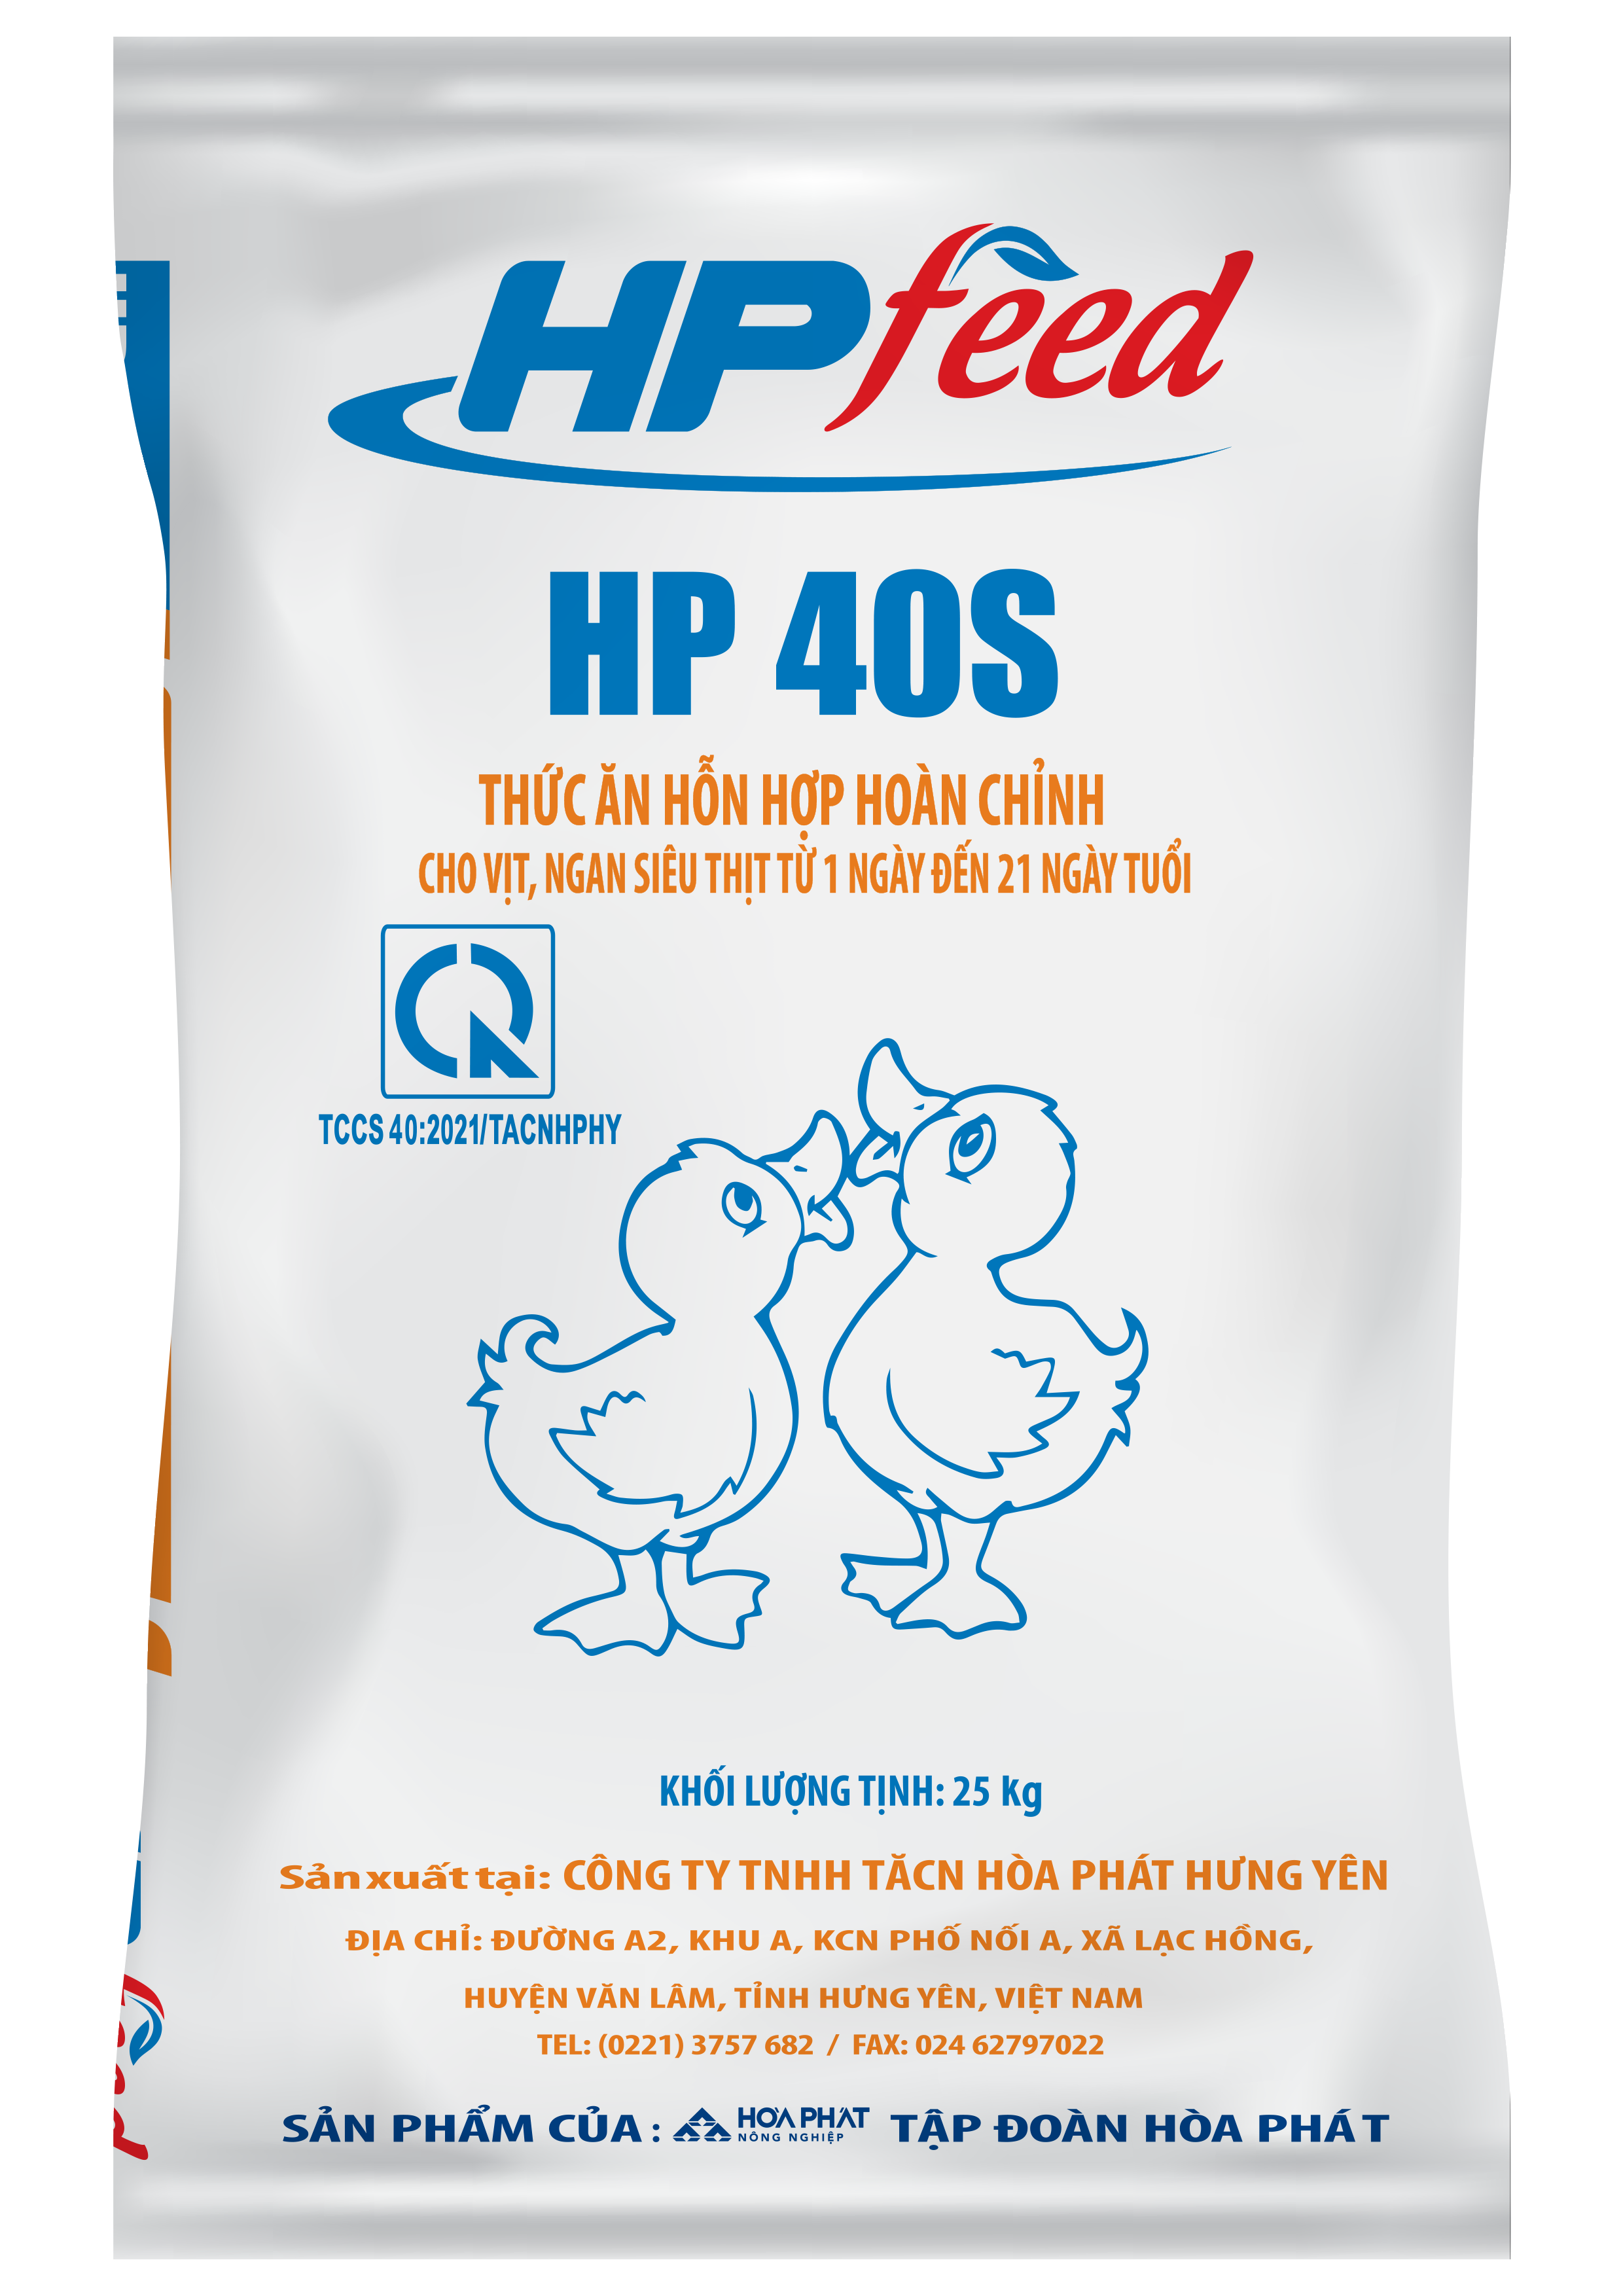 HPfeed
HP 40S
THỨC ĂN HỖN HỢP HOÀN CHỈNH
CHO VỊT, NGAN SIÊU THỊT TỪ 1 NGÀY ĐẾN 21 NGÀY TUỔI
TCCS 40:2021/TACNHPHY
KHỐI LƯỢNG TỊNH: 25 kg
Sản xuất tại: CÔNG TY TNHH TĂCN HÒA PHÁT HƯNG YÊN
ĐỊA CHỈ: ĐƯỜNG A2, KHU A, KCN PHỐ NỐI A, XÃ LẠC HỒNG,
HUYỆN VĂN LÂM, TỈNH HƯNG YÊN, VIỆT NAM
TEL: (0221) 3757 682 / FAX: 024 62797022
SẢN PHẨM CỦA : HÒA PHÁT NÔNG NGHIỆP TẬP ĐOÀN HÒA PHÁT